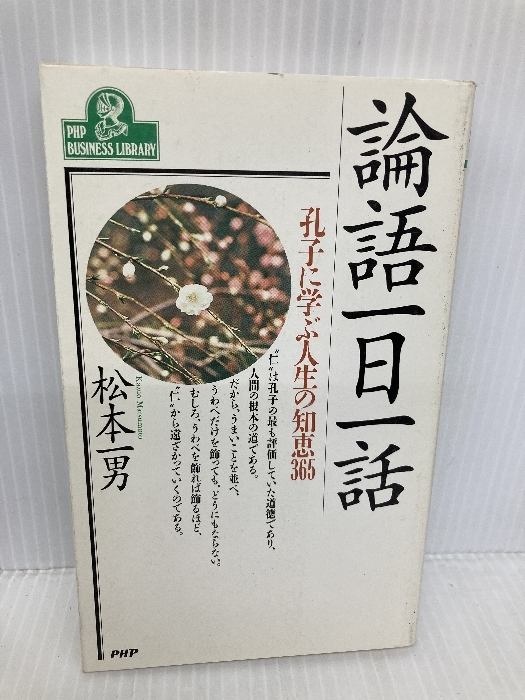 論語一日一話
孔子に学ぶ人生の知恵365
"仁"は孔子の最も評価していた道徳であり、
人間の根本の道である。
だから、うまいことを並べ、
うわべだけを飾っても、どうにもならない。
むしろ、うわべを飾れば飾るほど、
"仁"から遠ざかっていくのである。
松本一男
Kazuo Matsumoto
PHP
BUSINESS LIBRARY
PHP